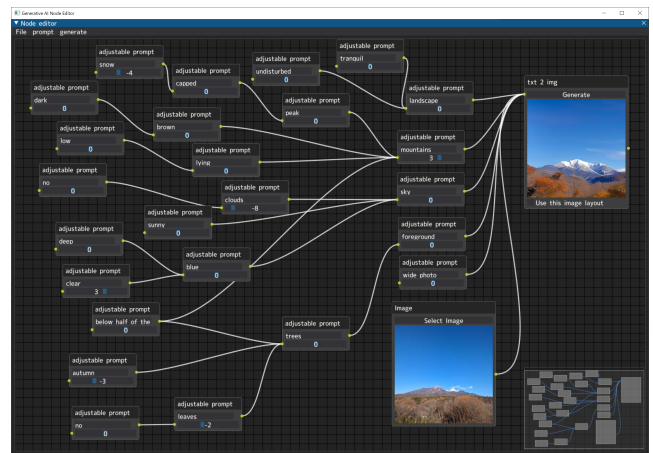 Generative AI Node Editor
Node editor
File prompt generate
adjustable prompt
snow
-4
adjustable prompt
capped
0
adjustable prompt
undisturbed
0
adjustable prompt
tranquil
0
adjustable prompt
landscape
0
txt 2 img
Generate
Use this image layout
adjustable prompt
dark
0
adjustable prompt
brown
0
adjustable prompt
peak
0
adjustable prompt
low
0
adjustable prompt
lying
0
adjustable prompt
mountains
3
adjustable prompt
no
0
adjustable prompt
clouds
-8
adjustable prompt
sky
0
adjustable prompt
sunny
0
adjustable prompt
deep
0
adjustable prompt
blue
0
adjustable prompt
foreground
0
adjustable prompt
clear
3
adjustable prompt
wide photo
0
adjustable prompt
below half of the
0
adjustable prompt
trees
0
Image
Select Image
adjustable prompt
autumn
-3
adjustable prompt
leaves
-2
adjustable prompt
no
0